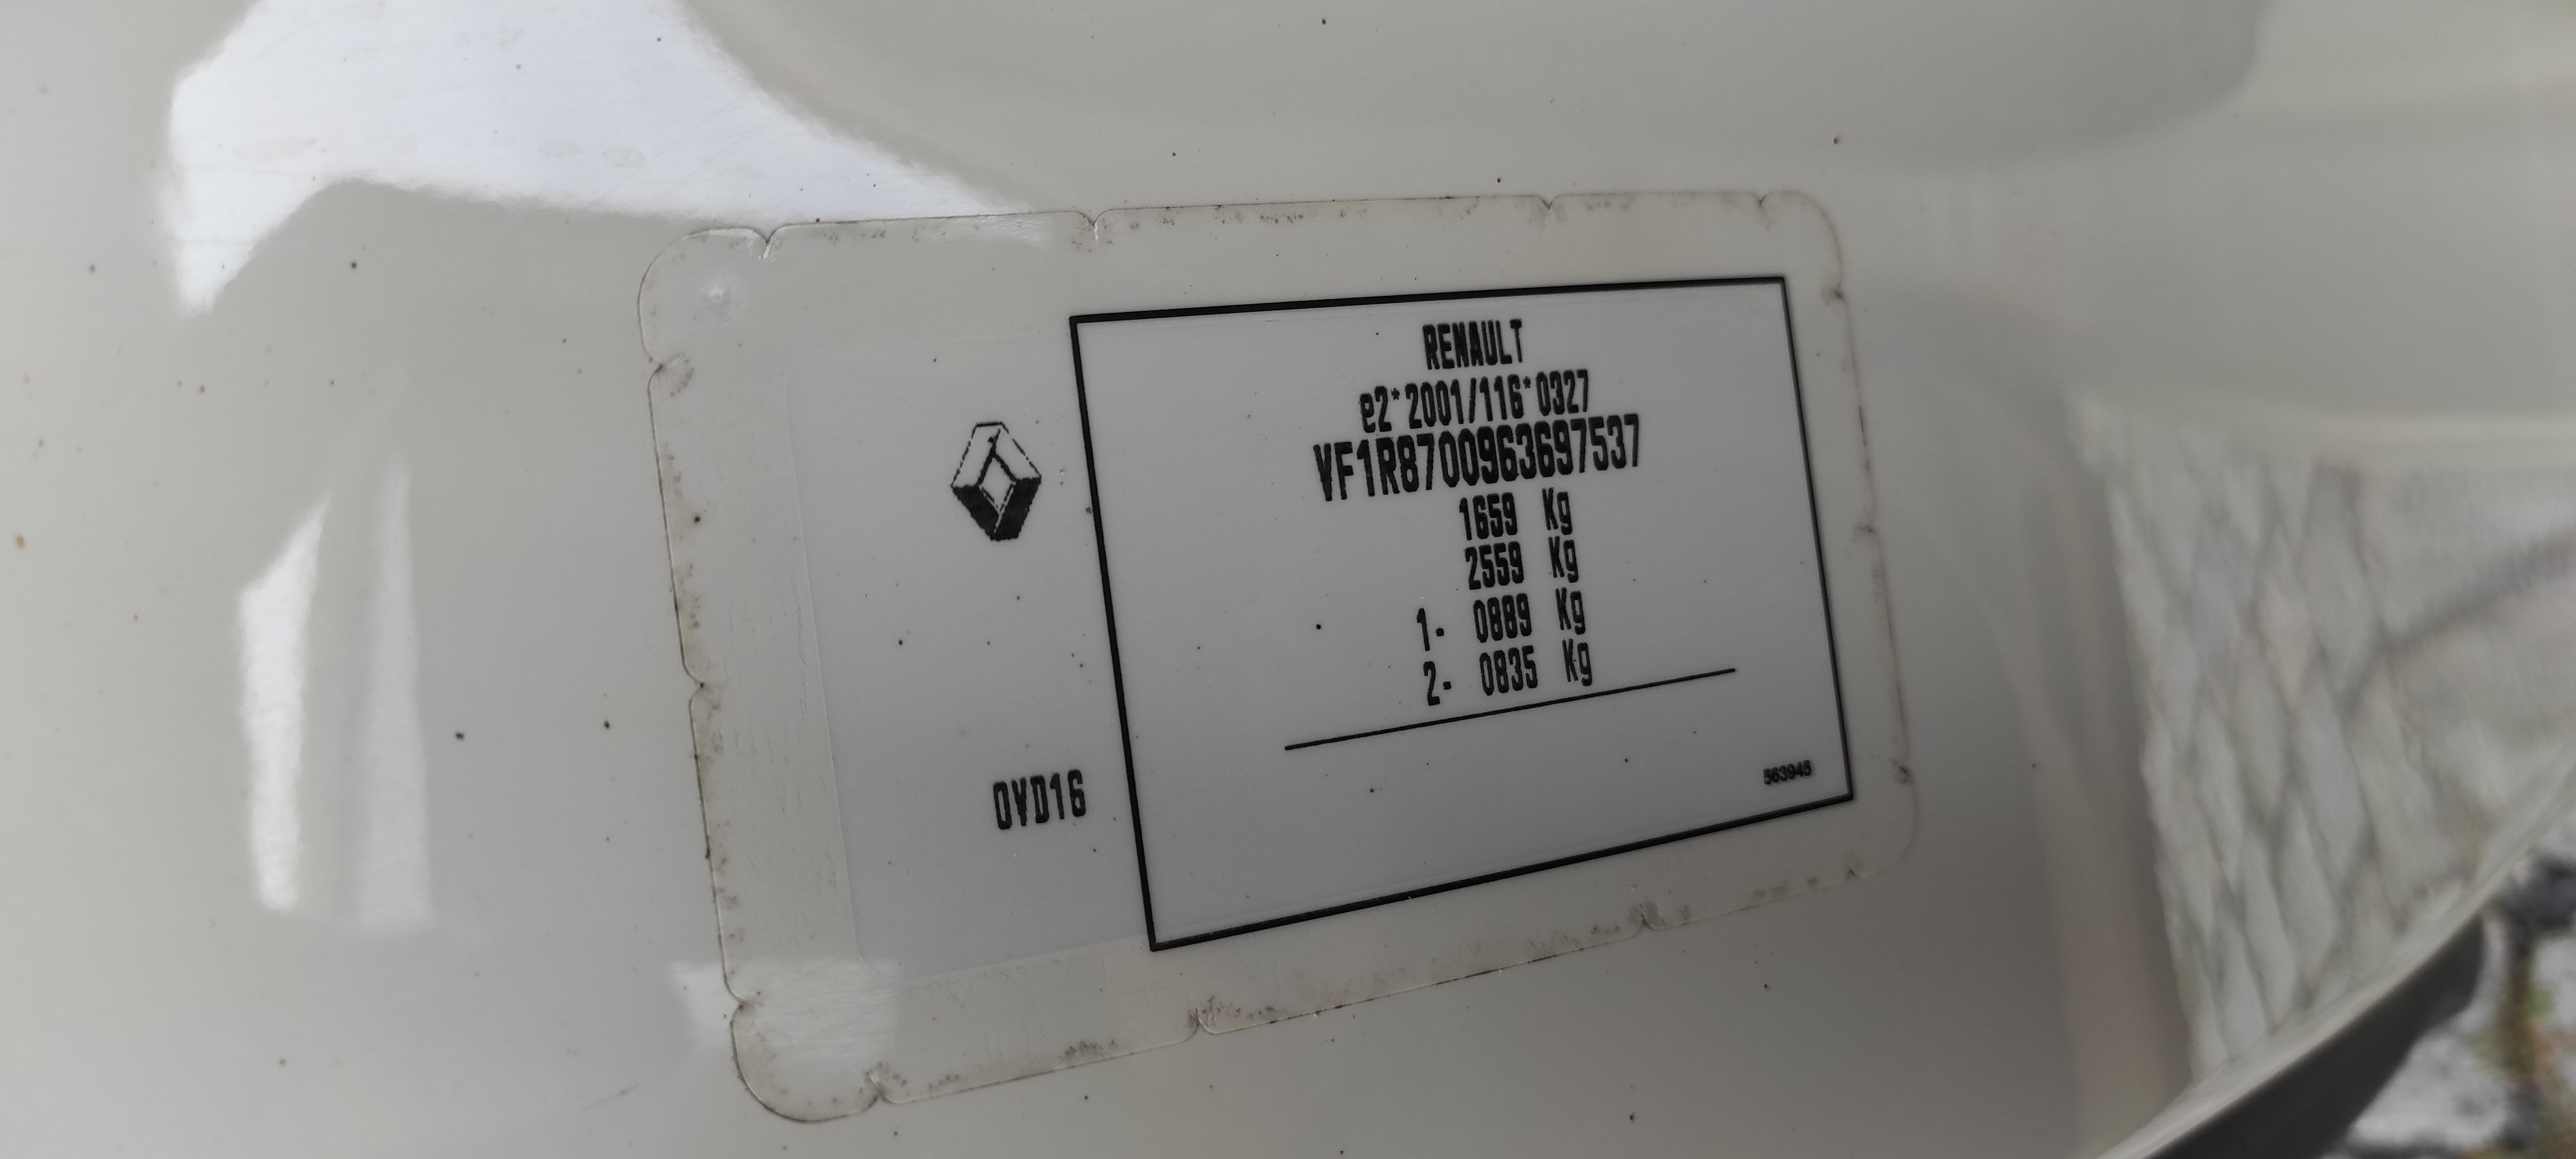 RENAULT
e2*2001/116*0327
VF1R8700963697537
1659 Kg
2559 Kg
1- 0889 Kg
2- 0835 Kg
OVD16
563945